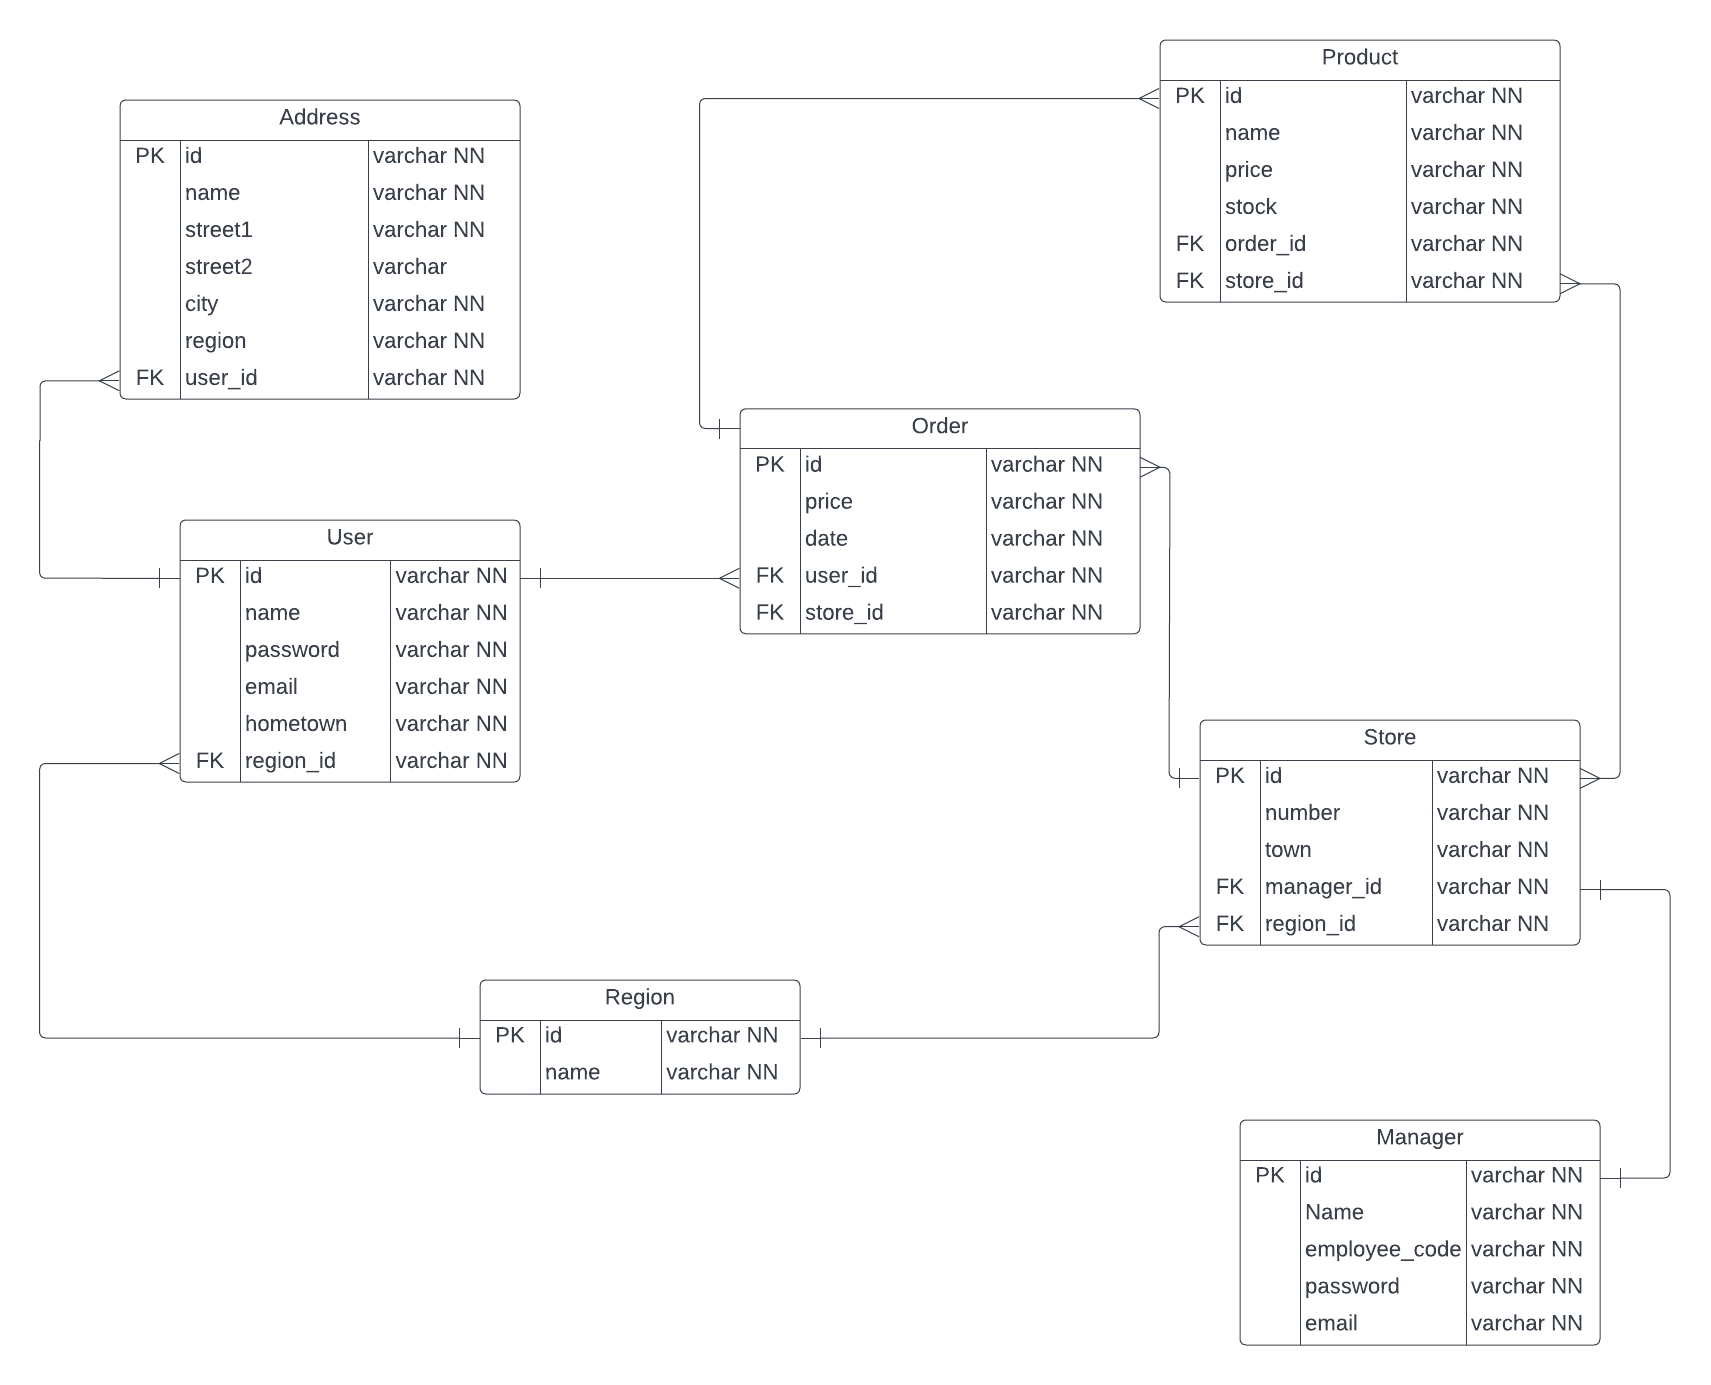 Product
PK id varchar NN
name varchar NN
price varchar NN
stock varchar NN
FK order_id varchar NN
FK store_id varchar NN
Address
PK id varchar NN
name varchar NN
street1 varchar NN
street2 varchar
city varchar NN
region varchar NN
FK user_id varchar NN
Order
PK id varchar NN
price varchar NN
date varchar NN
FK user_id varchar NN
FK store_id varchar NN
User
PK id varchar NN
name varchar NN
password varchar NN
email varchar NN
hometown varchar NN
FK region_id varchar NN
Store
PK id varchar NN
number varchar NN
town varchar NN
FK manager_id varchar NN
FK region_id varchar NN
Region
PK id varchar NN
name varchar NN
Manager
PK id varchar NN
Name varchar NN
employee_code varchar NN
password varchar NN
email varchar NN